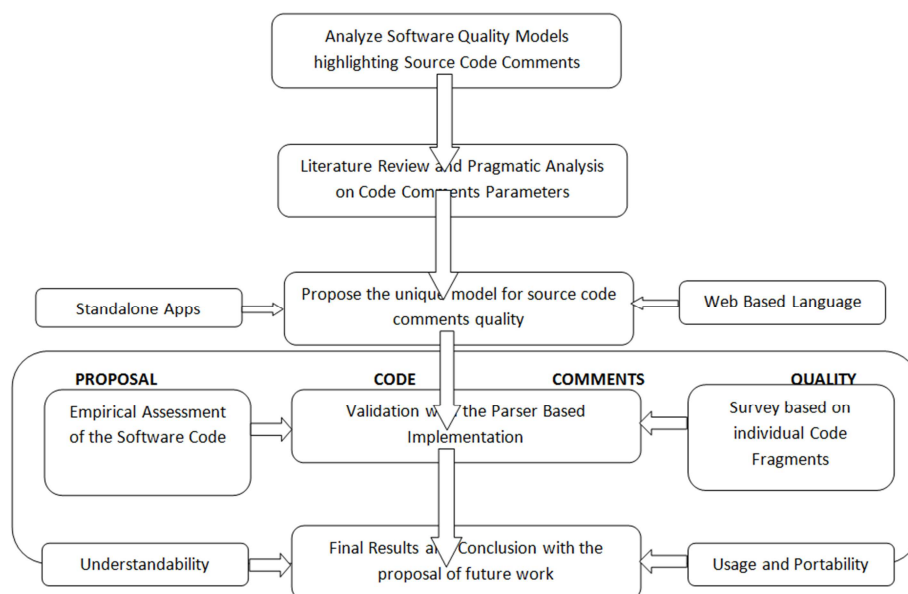 Analyze Software Quality Models
highlighting Source Code Comments
Literature Review and Pragmatic Analysis
on Code Comments Parameters
Standalone Apps
Propose the unique model for source code
comments quality
Web Based Language
PROPOSAL CODE COMMENTS QUALITY
Empirical Assessment
of the Software Code
Validation with the Parser Based
Implementation
Survey based on
individual Code
Fragments
Understandability
Final Results and Conclusion with the
proposal of future work
Usage and Portability